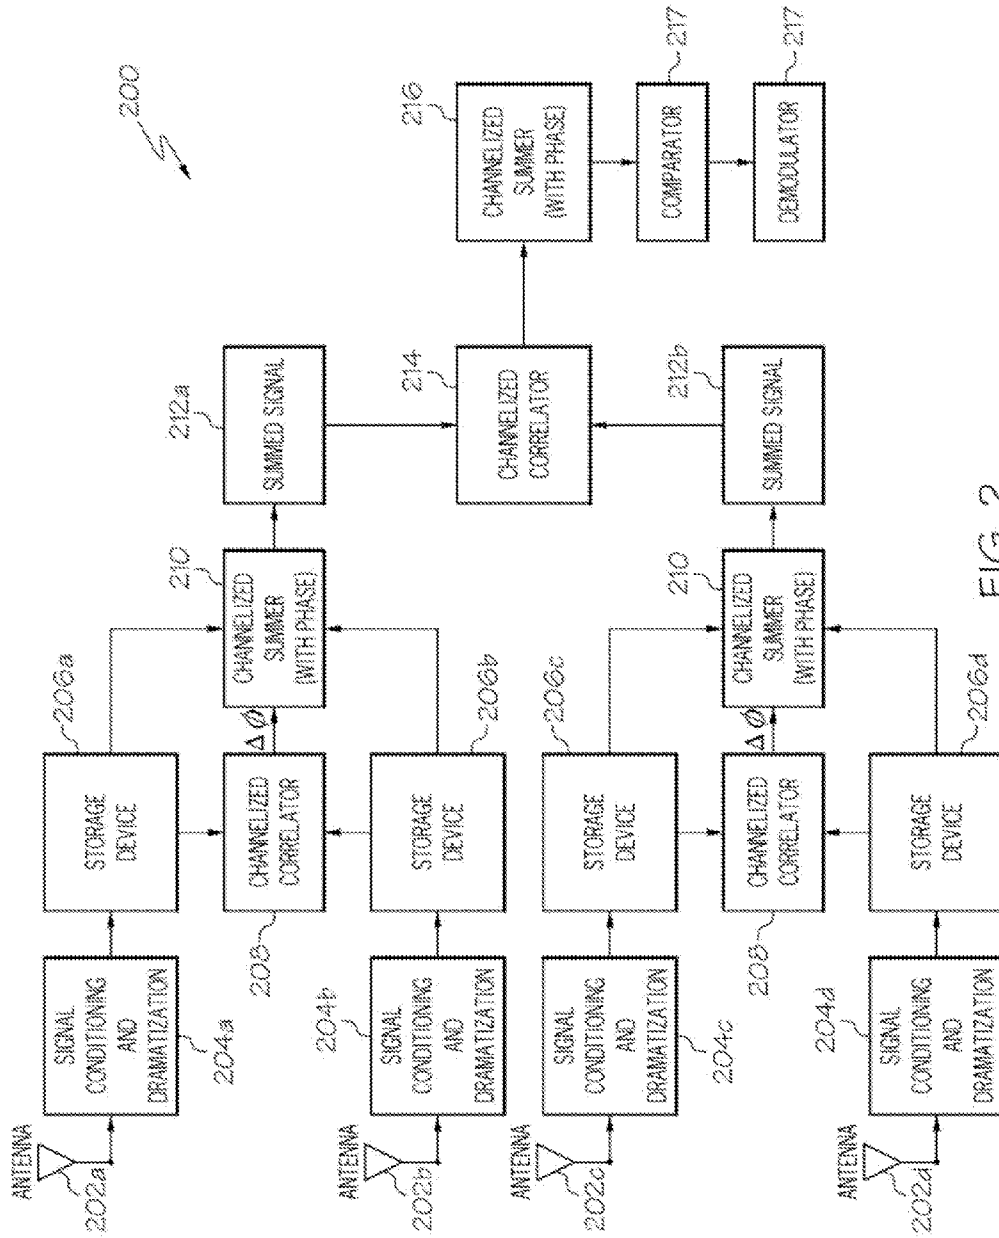 200
ANTENNA
202a
SIGNAL
CONDITIONING
AND
DRAMATIZATION
204a
STORAGE
DEVICE
206a
CHANNELIZED
CORRELATOR
208
Δϕ
CHANNELIZED
SUMMER
(WITH PHASE)
210
SUMMED SIGNAL
212a
ANTENNA
202b
SIGNAL
CONDITIONING
AND
DRAMATIZATION
204b
STORAGE
DEVICE
206b
CHANNELIZED
CORRELATOR
214
CHANNELIZED
SUMMER
(WITH PHASE)
216
COMPARATOR
217
DEMODULATOR
217
ANTENNA
202c
SIGNAL
CONDITIONING
AND
DRAMATIZATION
204c
STORAGE
DEVICE
206c
CHANNELIZED
CORRELATOR
208
Δϕ
CHANNELIZED
SUMMER
(WITH PHASE)
210
SUMMED SIGNAL
212b
ANTENNA
202d
SIGNAL
CONDITIONING
AND
DRAMATIZATION
204d
STORAGE
DEVICE
206d
FIG. 2